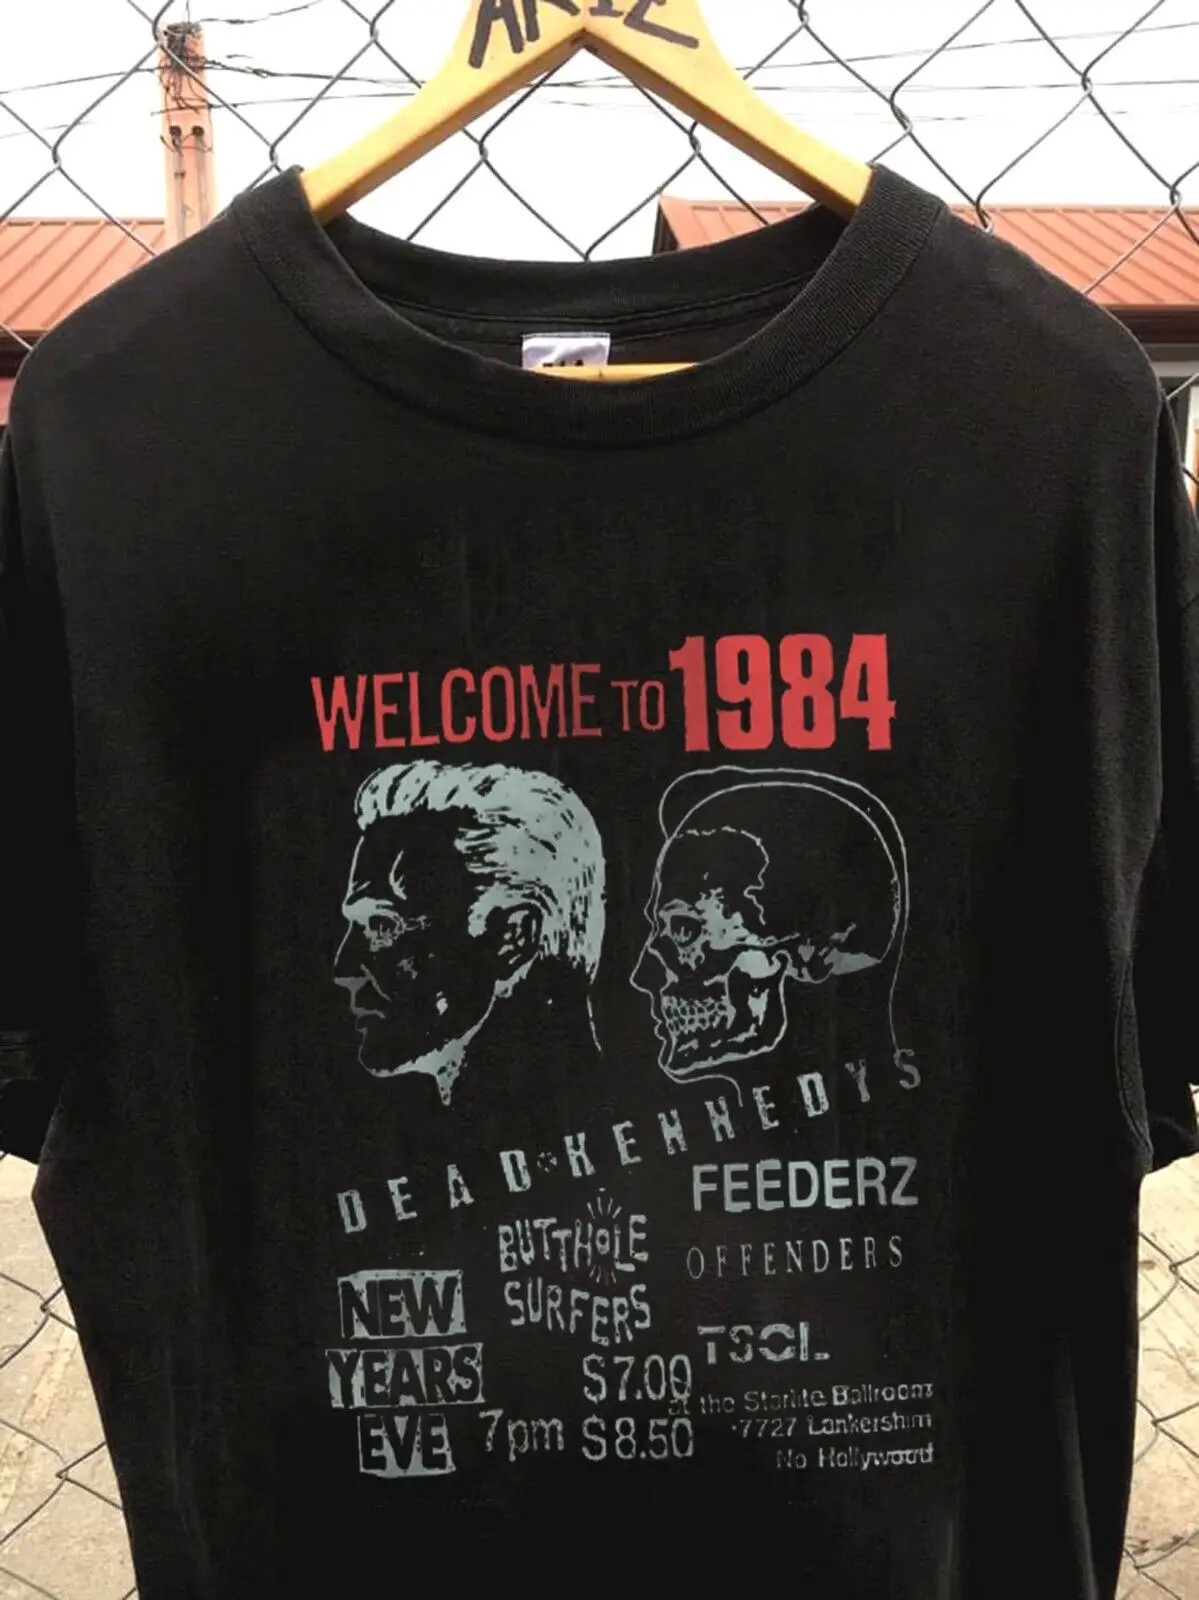 WELCOME TO 1984
DEAD KENNEDYS
FEEDERZ
BUTTHOLE
SURFERS
OFFENDERS
TSOL
NEW
YEARS
EVE
7pm
$7.00
$8.50
at the Starlite Ballroom
7727 Lankershim
No Hollywood